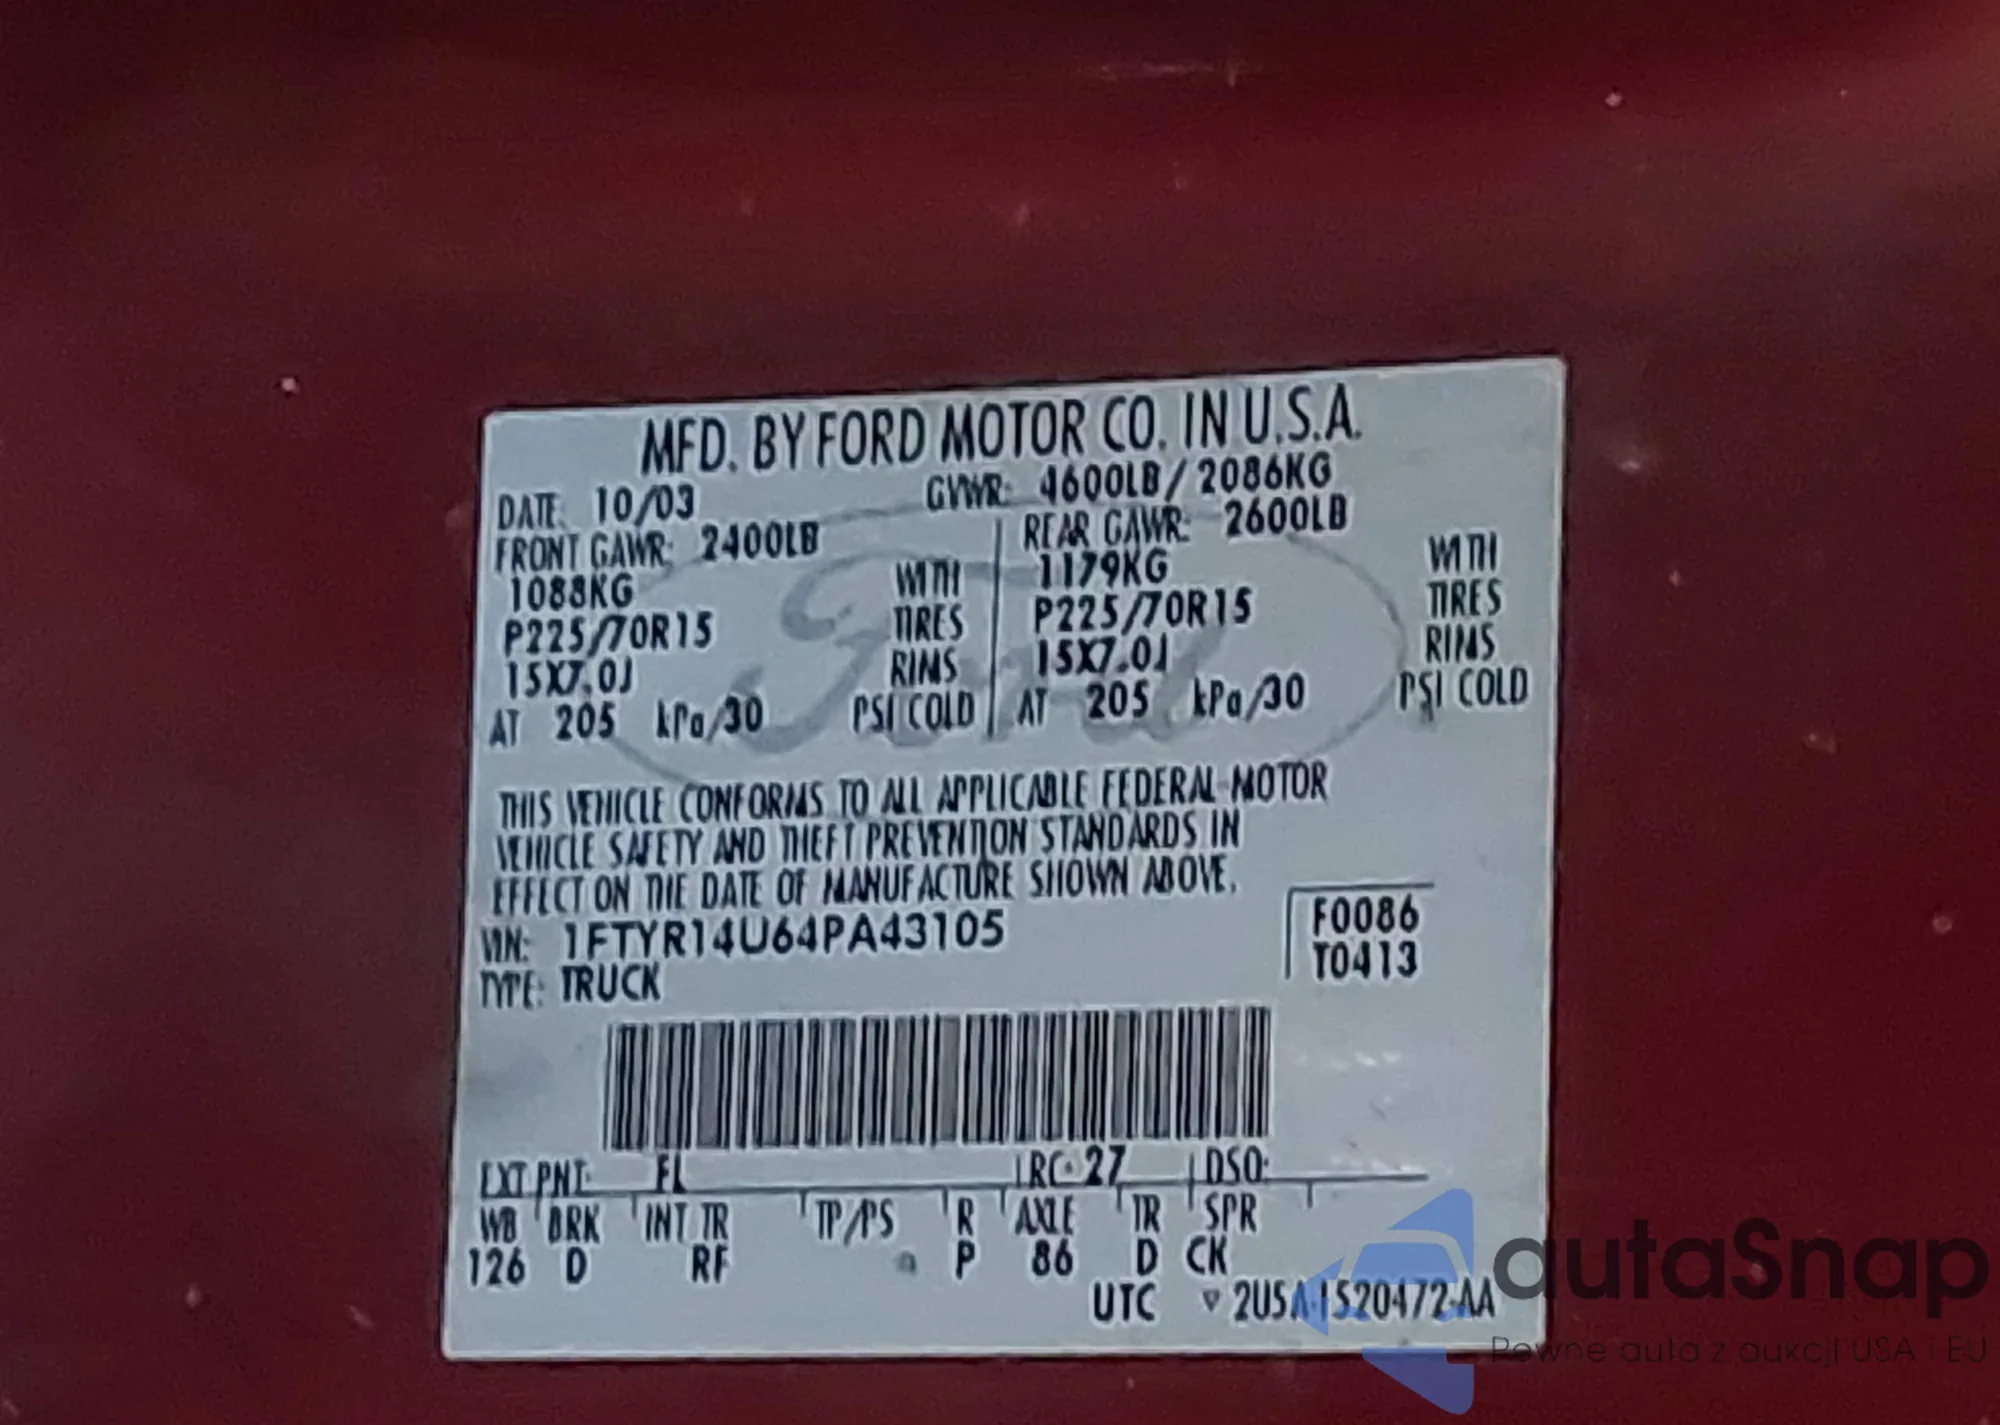 MFD. BY FORD MOTOR CO. IN U.S.A.
DATE: 10/03 GVWR: 4600LB / 2086KG
FRONT GAWR: 2400LB REAR GAWR: 2600LB
1088KG WITH 1179KG WITH
P225/70R15 TIRES P225/70R15 TIRES
15X7.0J RIMS 15X7.0J RIMS
AT 205 kPa/30 PSI COLD AT 205 kPa/30 PSI COLD
Ford
THIS VEHICLE CONFORMS TO ALL APPLICABLE FEDERAL MOTOR
VEHICLE SAFETY AND THEFT PREVENTION STANDARDS IN
EFFECT ON THE DATE OF MANUFACTURE SHOWN ABOVE.
VIN: 1FTYR14U64PA43105 F0086
TYPE: TRUCK T0413
EXT PNT: FL RC: 27 DSO:
WB BRK INT TR TP/PS R AXLE TR SPR
126 D RF P 86 D CK
UTC ▽ 2USA-1520472-AA
autaSnap
Pewne auta z aukcji USA i EU